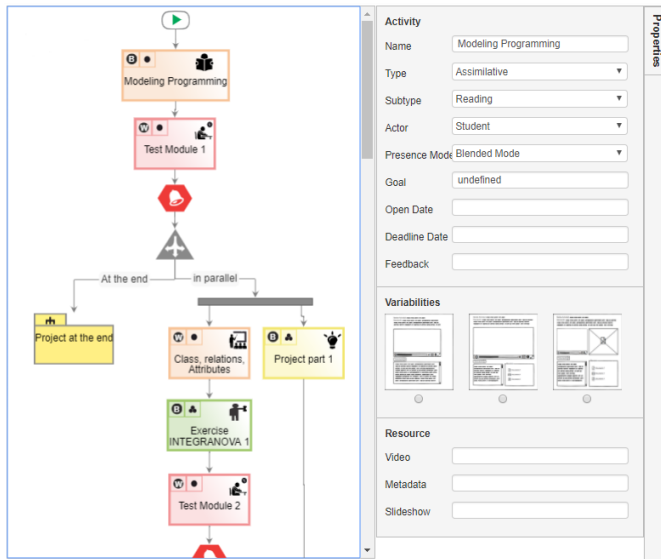 B
Modeling Programming
W
Test Module 1
At the end
in parallel
Project at the end
W
Class, relations,
Attributes
B
Project part 1
B
Exercise
INTEGRANOVA 1
W
Test Module 2
Activity
Name Modeling Programming
Type Assimilative
Subtype Reading
Actor Student
Presence Mode Blended Mode
Goal undefined
Open Date
Deadline Date
Feedback
Variabilities
Resource
Video
Metadata
Slideshow
Properties